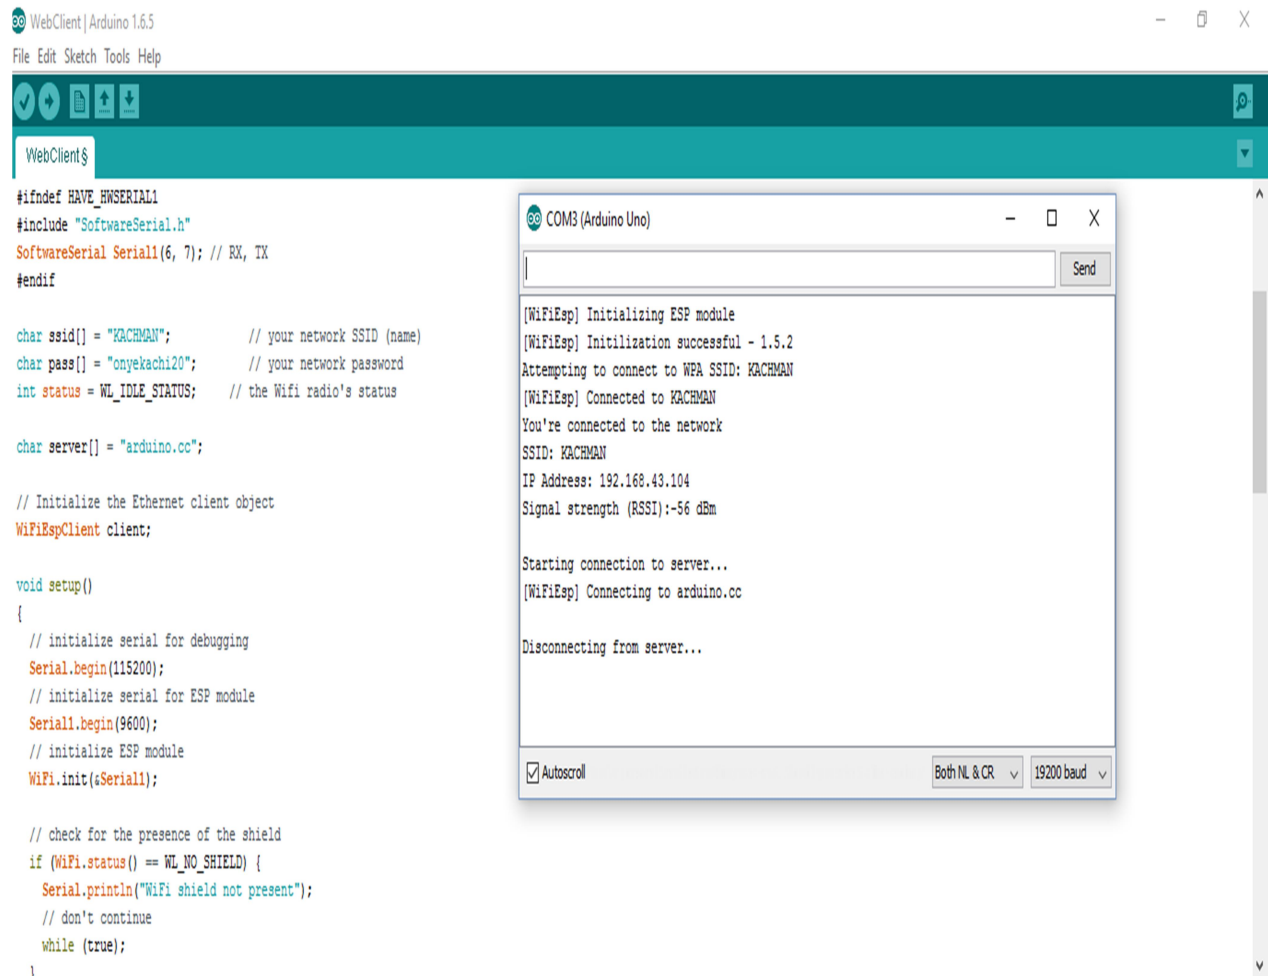 WebClient | Arduino 1.6.5
File Edit Sketch Tools Help
WebClient§
#ifndef HAVE_HWSERIAL1
#include "SoftwareSerial.h"
SoftwareSerial Serial1(6, 7); // RX, TX
#endif
char ssid[] = "KACHMAN"; // your network SSID (name)
char pass[] = "onyekachi20"; // your network password
int status = WL_IDLE_STATUS; // the Wifi radio's status
char server[] = "arduino.cc";
// Initialize the Ethernet client object
WiFiEspClient client;
void setup()
{
// initialize serial for debugging
Serial.begin(115200);
// initialize serial for ESP module
Serial1.begin(9600);
// initialize ESP module
WiFi.init(&Serial1);
// check for the presence of the shield
if (WiFi.status() == WL_NO_SHIELD) {
Serial.println("WiFi shield not present");
// don't continue
while (true);
}
COM3 (Arduino Uno)
Send
[WiFiEsp] Initializing ESP module
[WiFiEsp] Initilization successful - 1.5.2
Attempting to connect to WPA SSID: KACHMAN
[WiFiEsp] Connected to KACHMAN
You're connected to the network
SSID: KACHMAN
IP Address: 192.168.43.104
Signal strength (RSSI):-56 dBm
Starting connection to server...
[WiFiEsp] Connecting to arduino.cc
Disconnecting from server...
Autoscroll
Both NL & CR
19200 baud